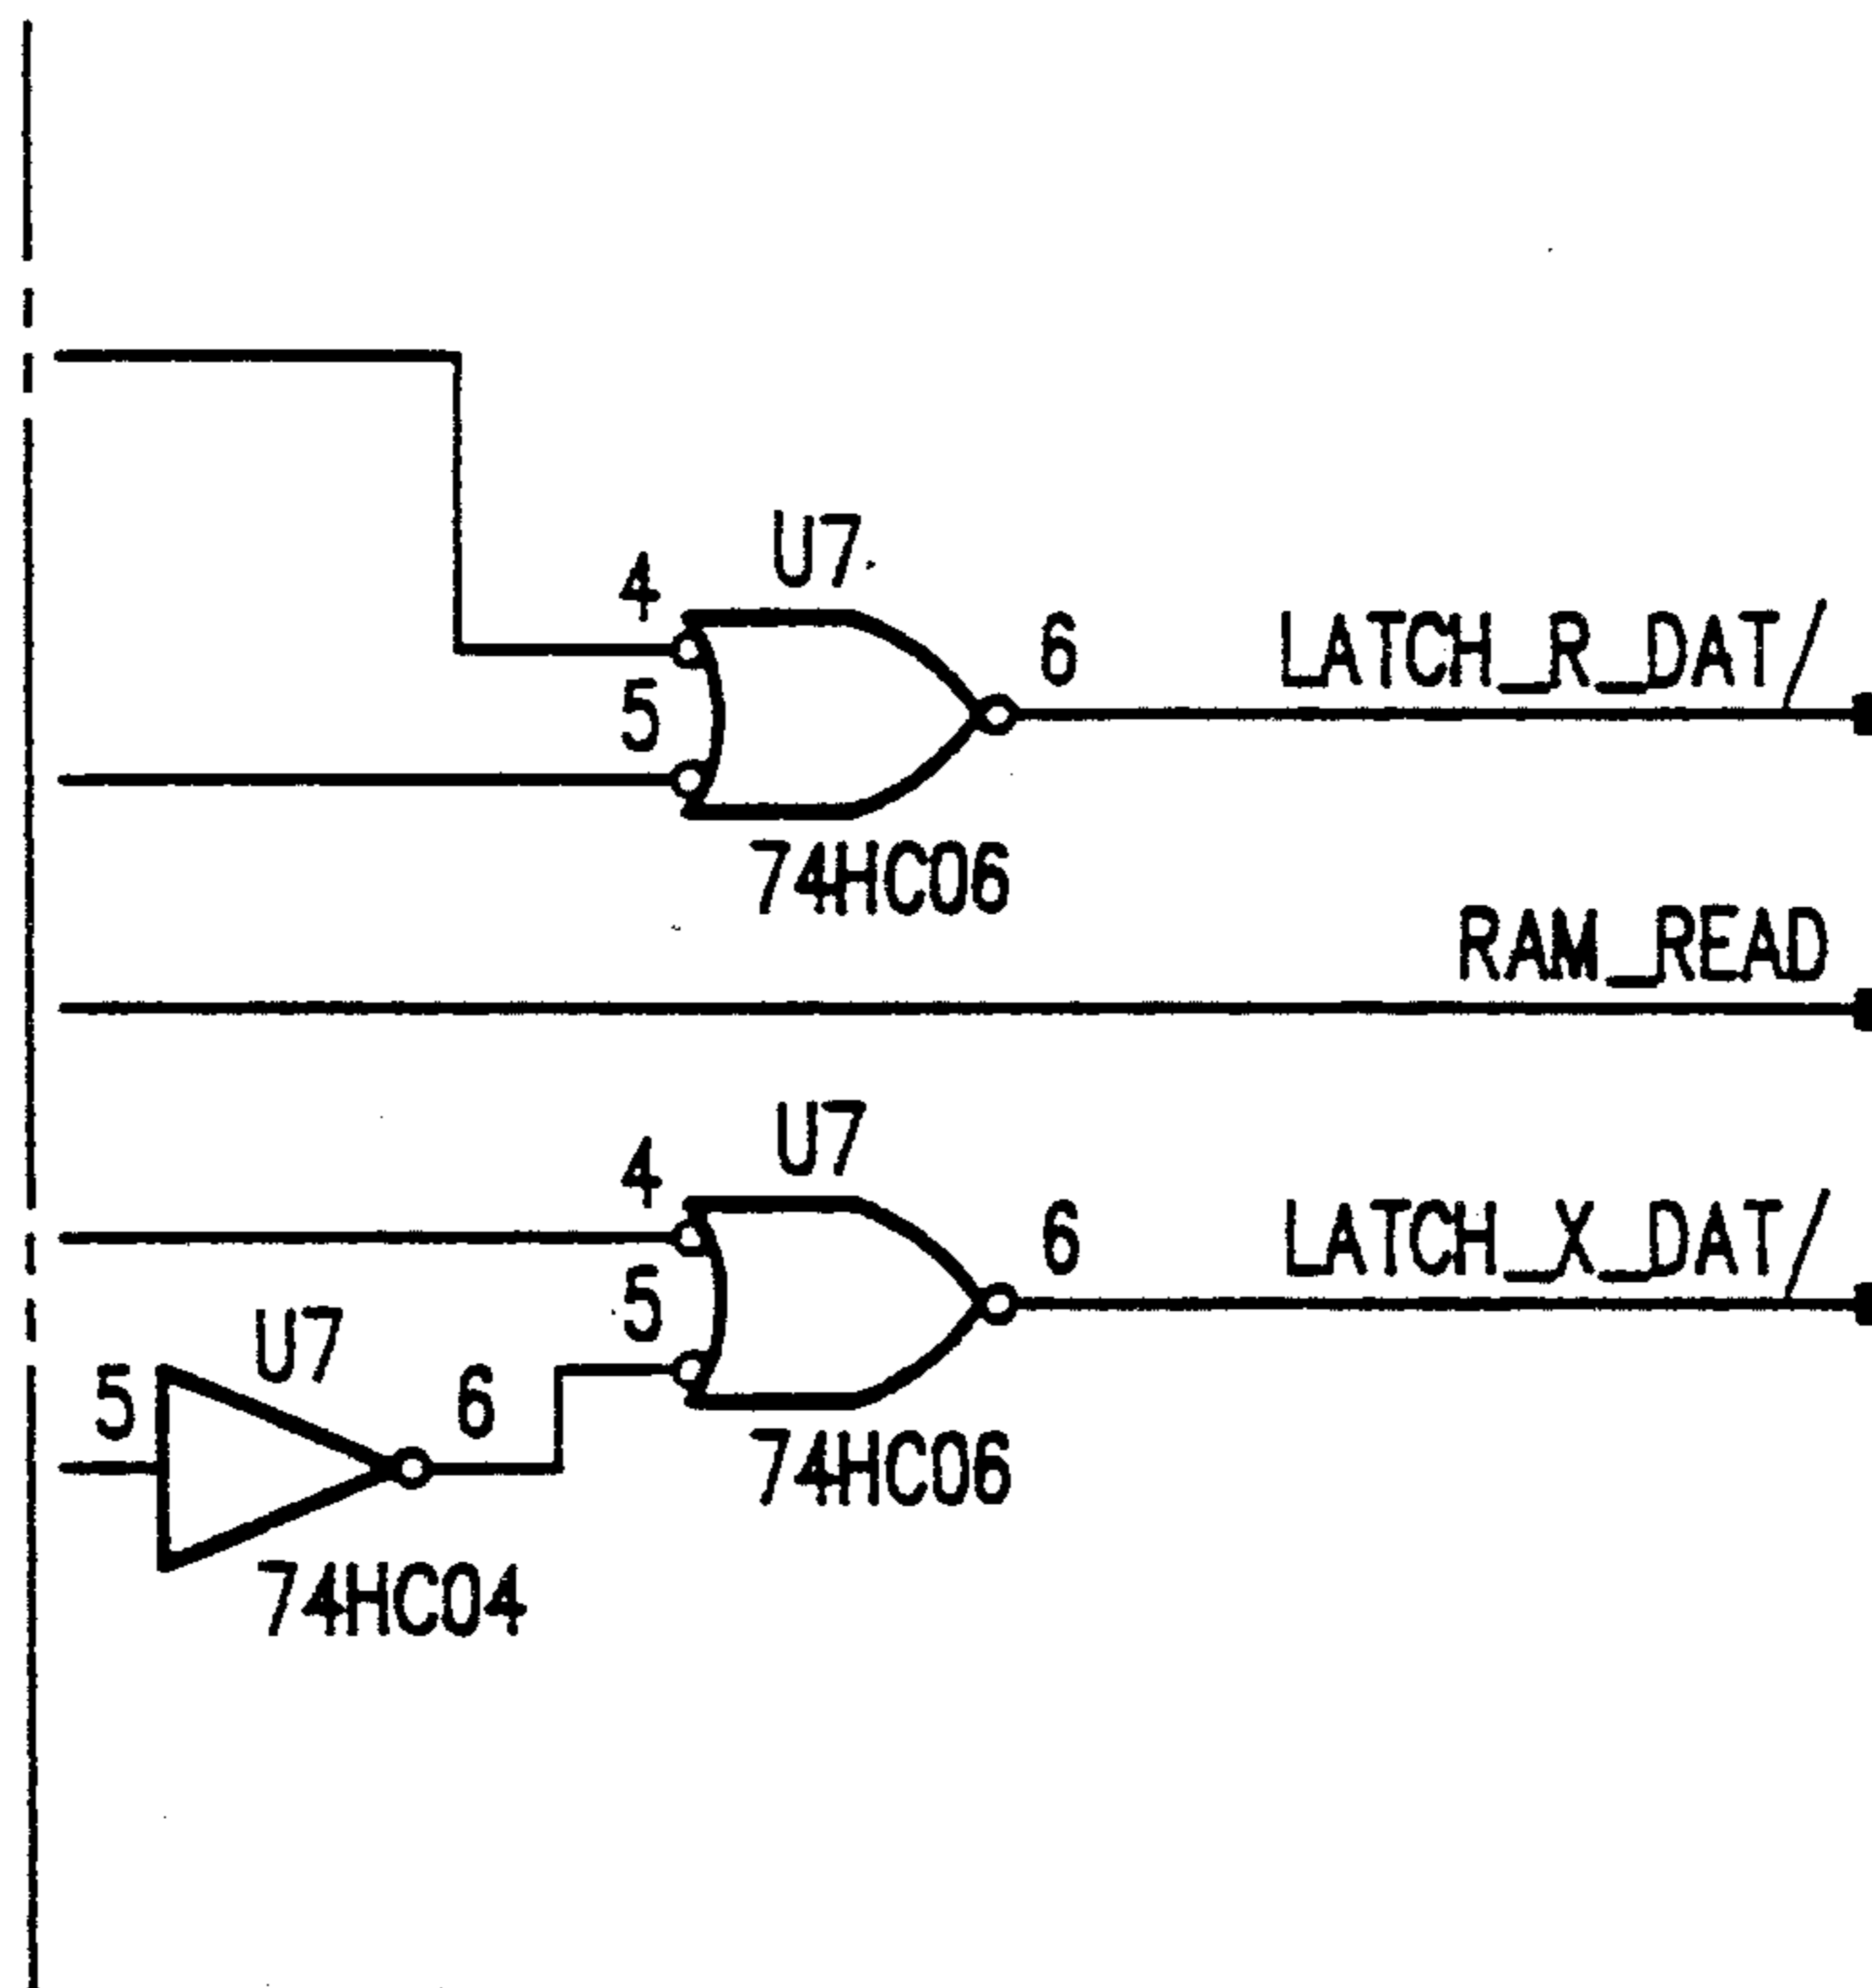 U7
4
5
6
LATCH_R_DAT/
74HC06
RAM_READ
U7
4
5
6
LATCH_X_DAT/
74HC06
U7
5
6
74HC04